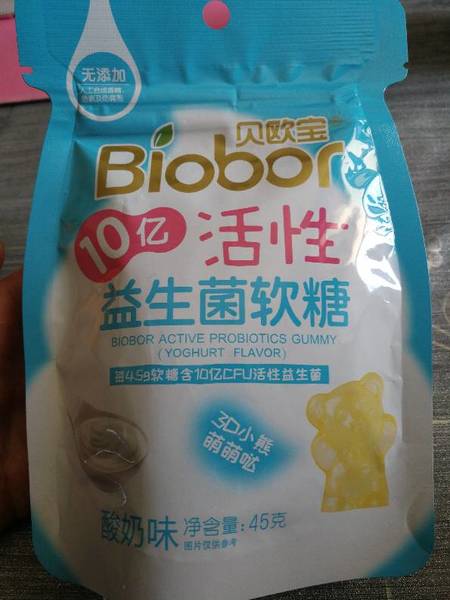 无添加
贝欧宝
Biobor
10亿 活性
益生菌软糖
BIOBOR ACTIVE PROBIOTICS GUMMY
(YOGHURT FLAVOR)
每4.5g软糖含10亿CFU活性益生菌
3D小熊
萌萌哒
酸奶味 净含量:45克
图片仅供参考